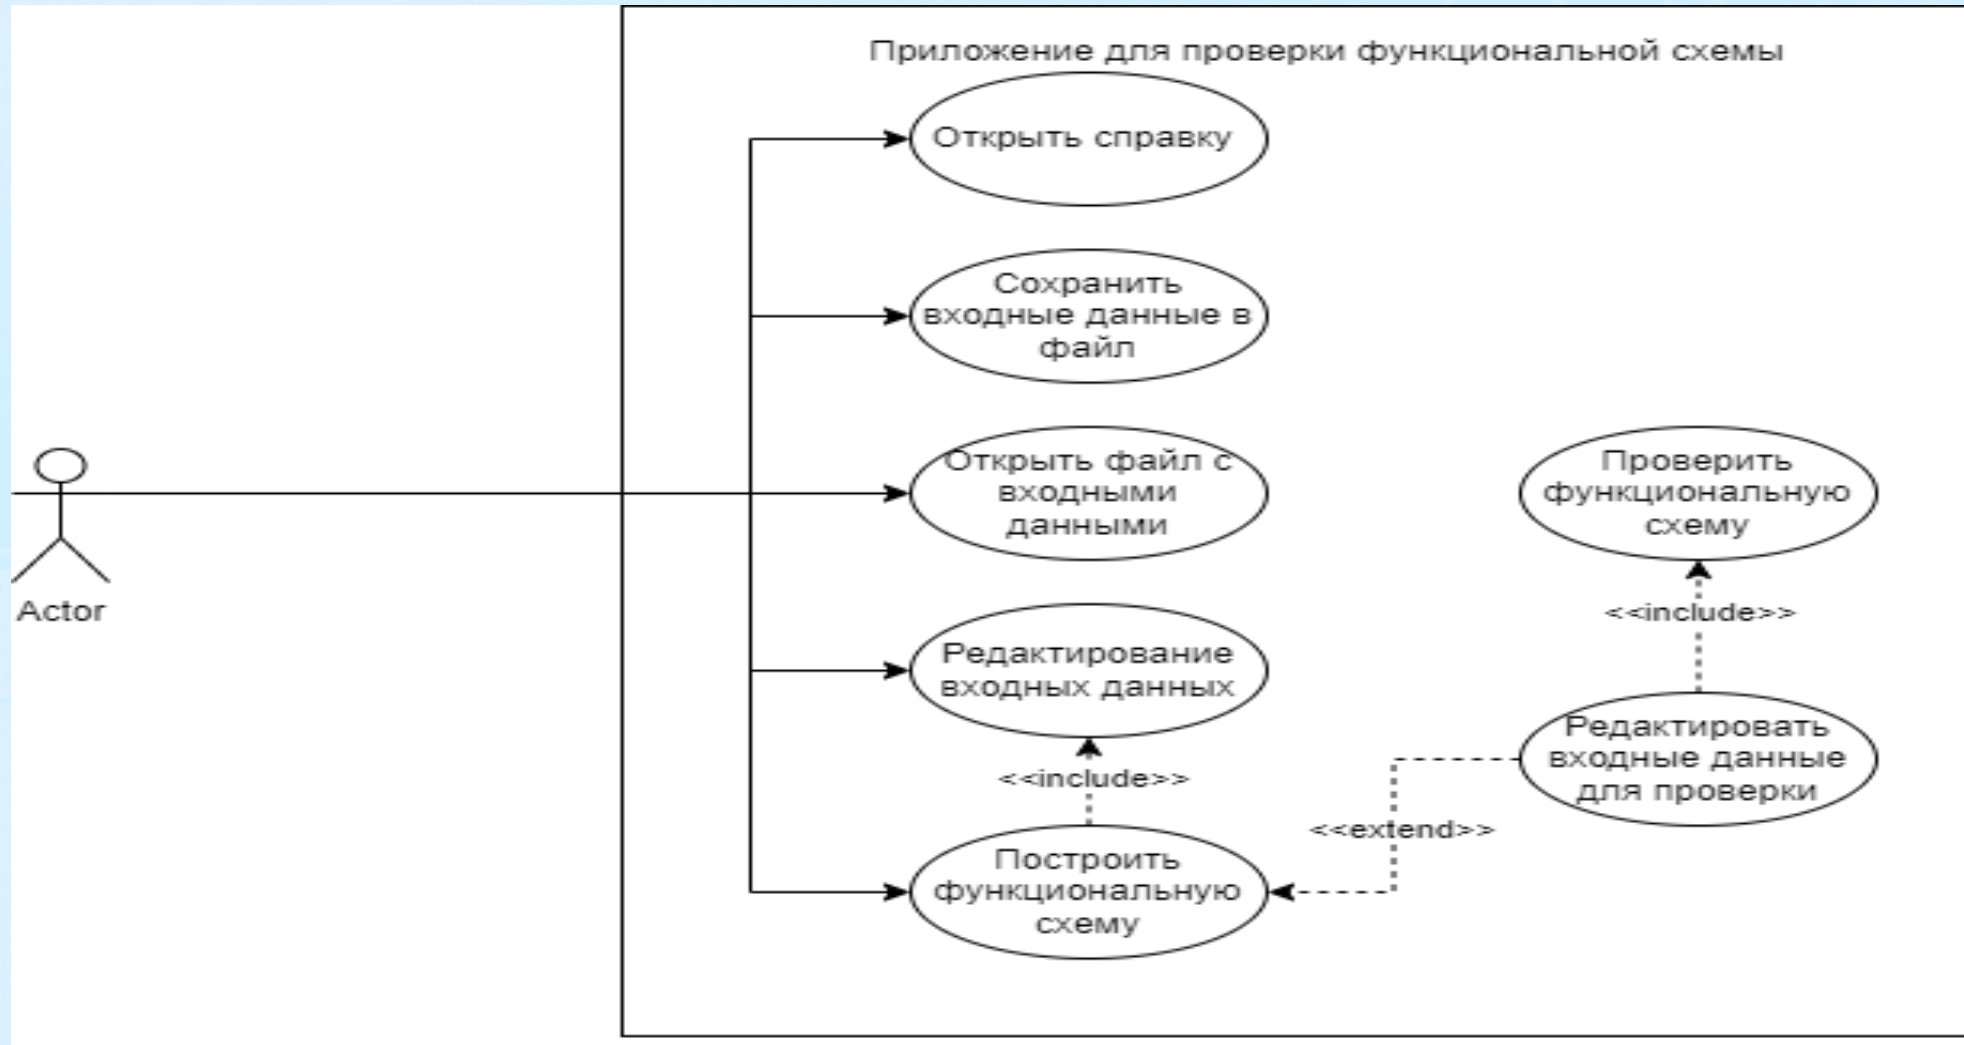 Приложение для проверки функциональной схемы
Открыть справку
Сохранить
входные данные в
файл
Открыть файл с
входными
данными
Проверить
функциональную
схему
Actor
<<include>>
Редактирование
входных данных
<<include>>
Редактировать
входные данные
для проверки
<<extend>>
Построить
функциональную
схему